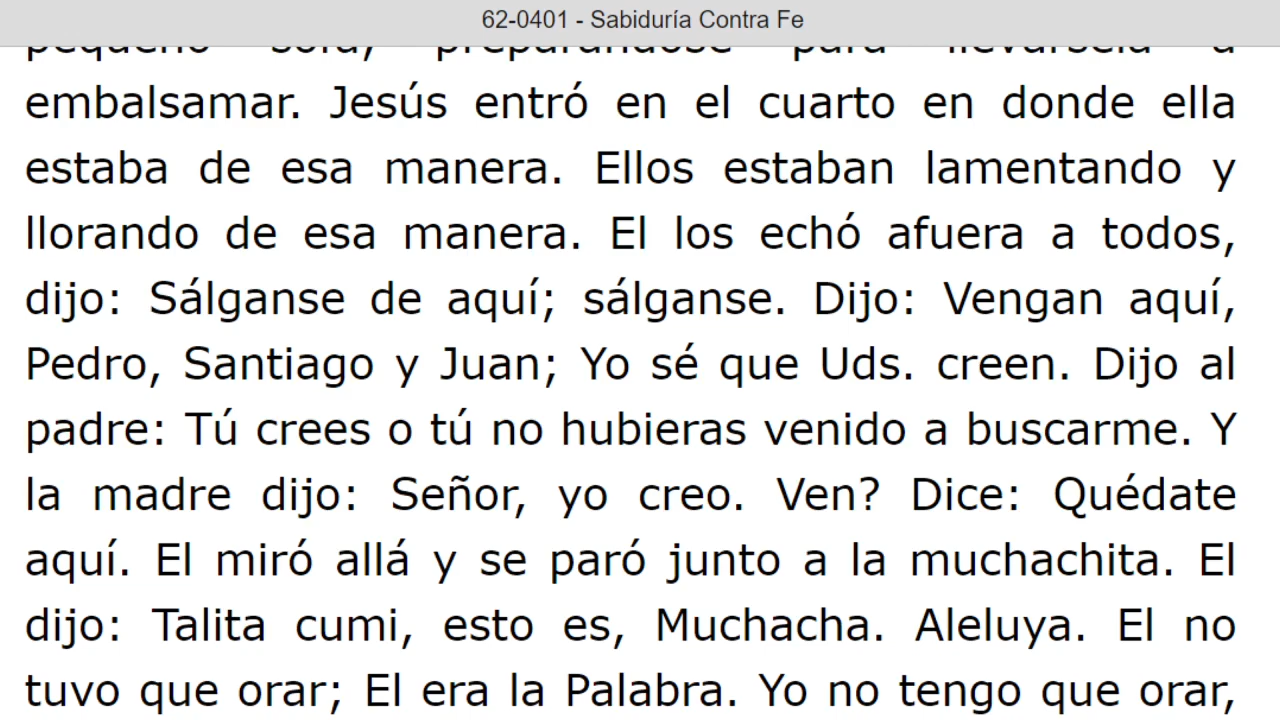 62-0401 - Sabiduría Contra Fe
pequeño sofá, preparándose para llevársela a
embalsamar. Jesús entró en el cuarto en donde ella
estaba de esa manera. Ellos estaban lamentando y
llorando de esa manera. El los echó afuera a todos,
dijo: Sálganse de aquí; sálganse. Dijo: Vengan aquí,
Pedro, Santiago y Juan; Yo sé que Uds. creen. Dijo al
padre: Tú crees o tú no hubieras venido a buscarme. Y
la madre dijo: Señor, yo creo. Ven? Dice: Quédate
aquí. El miró allá y se paró junto a la muchachita. El
dijo: Talita cumi, esto es, Muchacha. Aleluya. El no
tuvo que orar; El era la Palabra. Yo no tengo que orar,